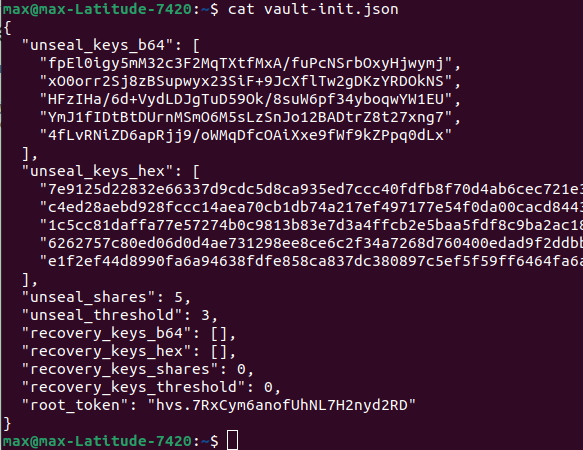 max@max-Latitude-7420:~$ cat vault-init.json
{
  "unseal_keys_b64": [
    "fpEl0igy5mM32c3F2MqTXtfMxA/fuPcNSrbOxyHjwymj",
    "xO0orr2Sj8zBSupwyx23SiF+9JcXflTw2gDKzYRDOkNS",
    "HFzIHa/6d+VydLDJgTuD59Ok/8suW6pf34yboqwYW1EU",
    "YmJ1fIDtBtDUrnMSmO6M5sLzSnJo12BADtrZ8t27xng7",
    "4fLvRNiZD6apRjj9/oWMqDfcOAiXxe9fWf9kZPpq0dLx"
  ],
  "unseal_keys_hex": [
    "7e9125d22832e66337d9cdc5d8ca935ed7ccc40fdfb8f70d4ab6cec721e3
    "c4ed28aebd928fccc14aea70cb1db74a217ef497177e54f0da00cacd8443
    "1c5cc81daffa77e57274b0c9813b83e7d3a4ffcb2e5baa5fdf8c9ba2ac18
    "6262757c80ed06d0d4ae731298ee8ce6c2f34a7268d760400edad9f2ddbb
    "e1f2ef44d8990fa6a94638fdfe858ca837dc380897c5ef5f59ff6464fa6a
  ],
  "unseal_shares": 5,
  "unseal_threshold": 3,
  "recovery_keys_b64": [],
  "recovery_keys_hex": [],
  "recovery_keys_shares": 0,
  "recovery_keys_threshold": 0,
  "root_token": "hvs.7RxCym6anofUhNL7H2nyd2RD"
}
max@max-Latitude-7420:~$